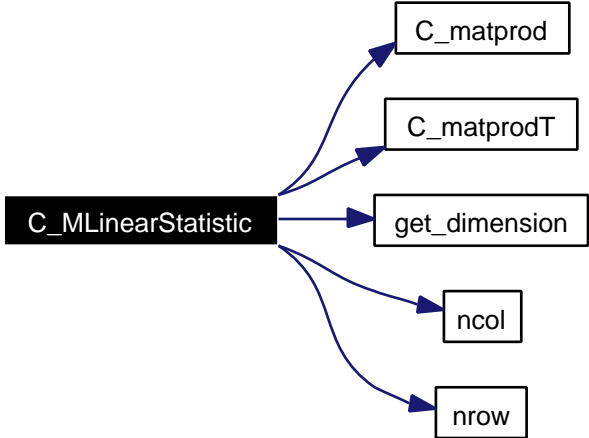 C_matprod
C_matprodT
C_MLinearStatistic
get_dimension
ncol
nrow